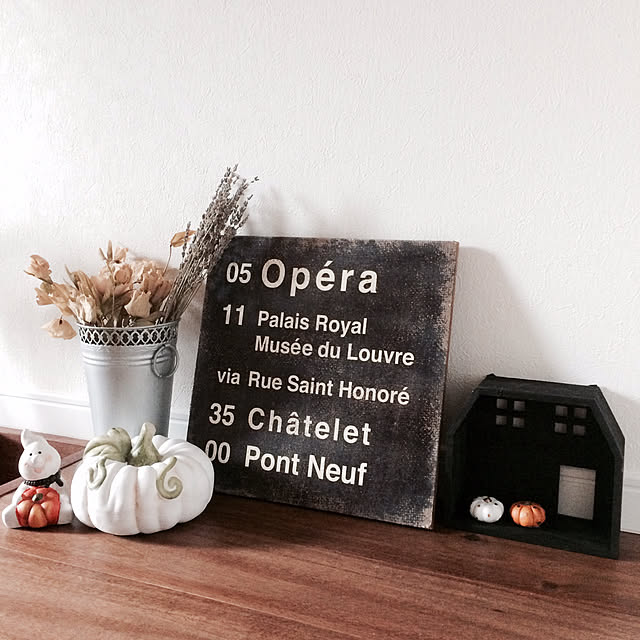 05 Opéra
11 Palais Royal
Musée du Louvre
via Rue Saint Honoré
35 Châtelet
00 Pont Neuf